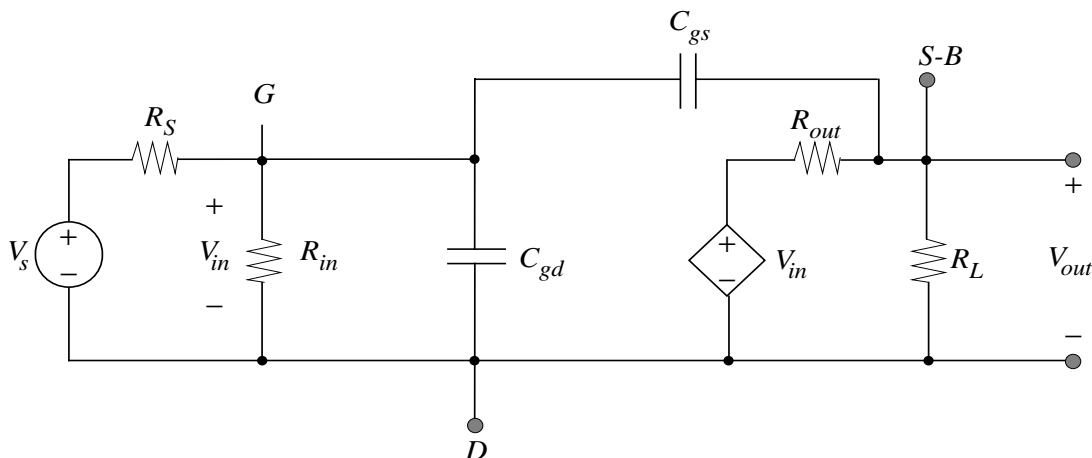 C_gs
S-B
G
R_S
R_out
+
+
+
+
V_s
V_in
R_in
C_gd
V_in
R_L
V_out
−
−
−
−
D